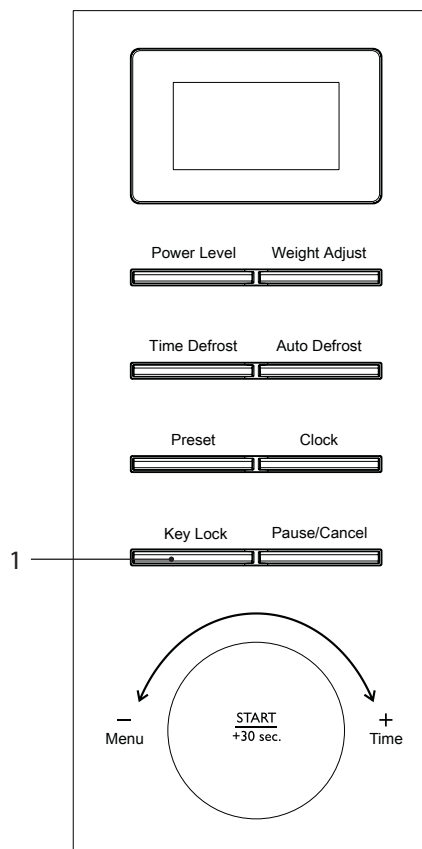 Power Level Weight Adjust
Time Defrost Auto Defrost
Preset Clock
Key Lock Pause/Cancel
1
START
+30 sec.
− +
Menu Time